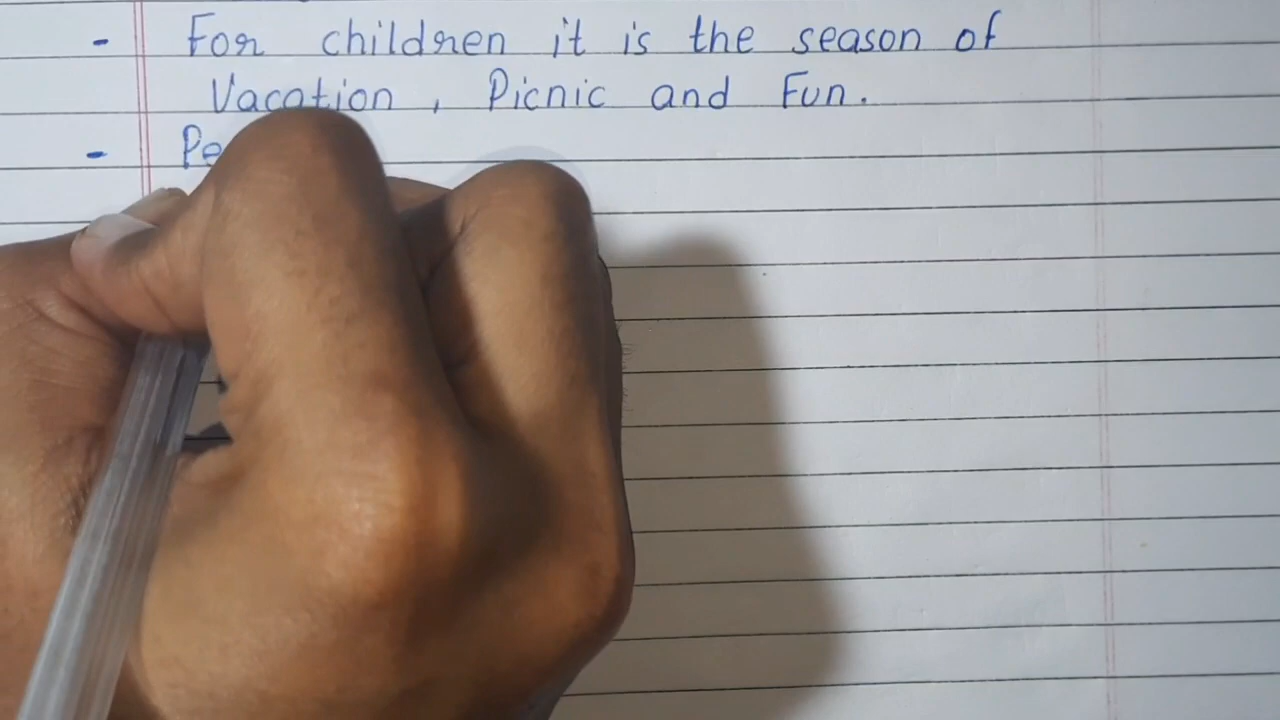 - For children it is the season of
Vacation, Picnic and Fun.
- Pe